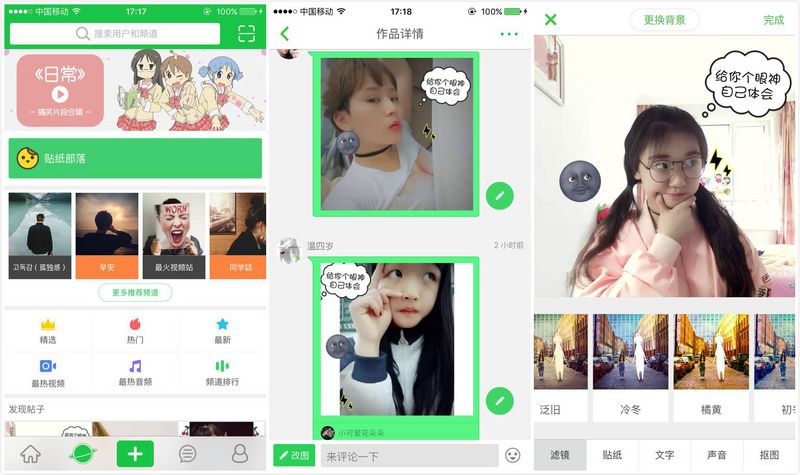 中国移动
17:17
100%
搜索用户和频道
《日常》
搞笑片段合辑
贴纸部落
WORN
高独感（孤独感）
早安
最火视频站
同学誌
更多推荐频道
精选
热门
最新
最热视频
最热音频
频道排行
发现帖子
中国移动
17:18
100%
作品详情
给你个眼神
自己体会
温四岁
2 小时前
给你个眼神
自己体会
小可爱花朵朵
改图
来评论一下
更换背景
完成
给你个眼神
自己体会
泛旧
冷冬
橘黄
初冬
滤镜
贴纸
文字
声音
抠图